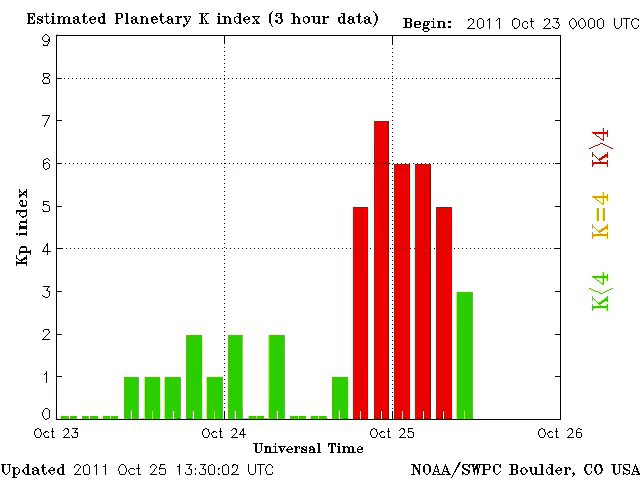 Estimated Planetary K index (3 hour data) Begin: 2011 Oct 23 0000 UTC
9
8
7
6
5
4
3
2
1
0
Kp index
K>4
K=4
K<4
Oct 23 Oct 24 Oct 25 Oct 26
Universal Time
Updated 2011 Oct 25 13:30:02 UTC NOAA/SWPC Boulder, CO USA